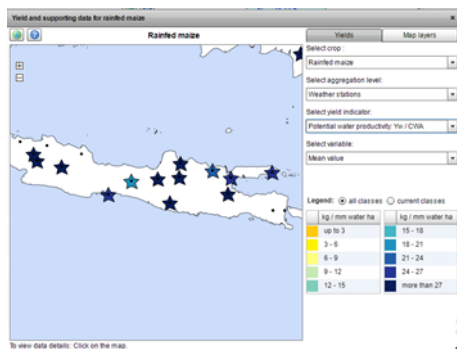 Yield and supporting data for rainfed maize
Rainfed maize
Yields
Map layers
Select crop :
Rainfed maize
Select aggregation level:
Weather stations
Select yield indicator:
Potential water productivity: Yw / CWA
Select variable:
Mean value
Legend: all classes current classes
kg / mm water ha
kg / mm water ha
up to 3
15 - 18
3 - 6
18 - 21
6 - 9
21 - 24
9 - 12
24 - 27
12 - 15
more than 27
To view data details: Click on the map.